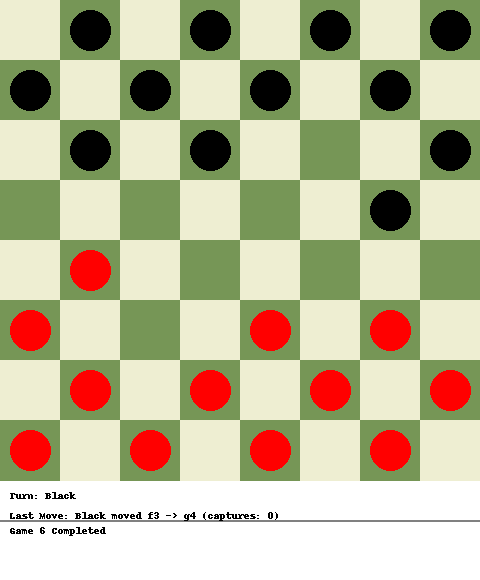 Turn: Black
Last Move: Black moved f3 -> g4 (captures: 0)
Game 6 Completed